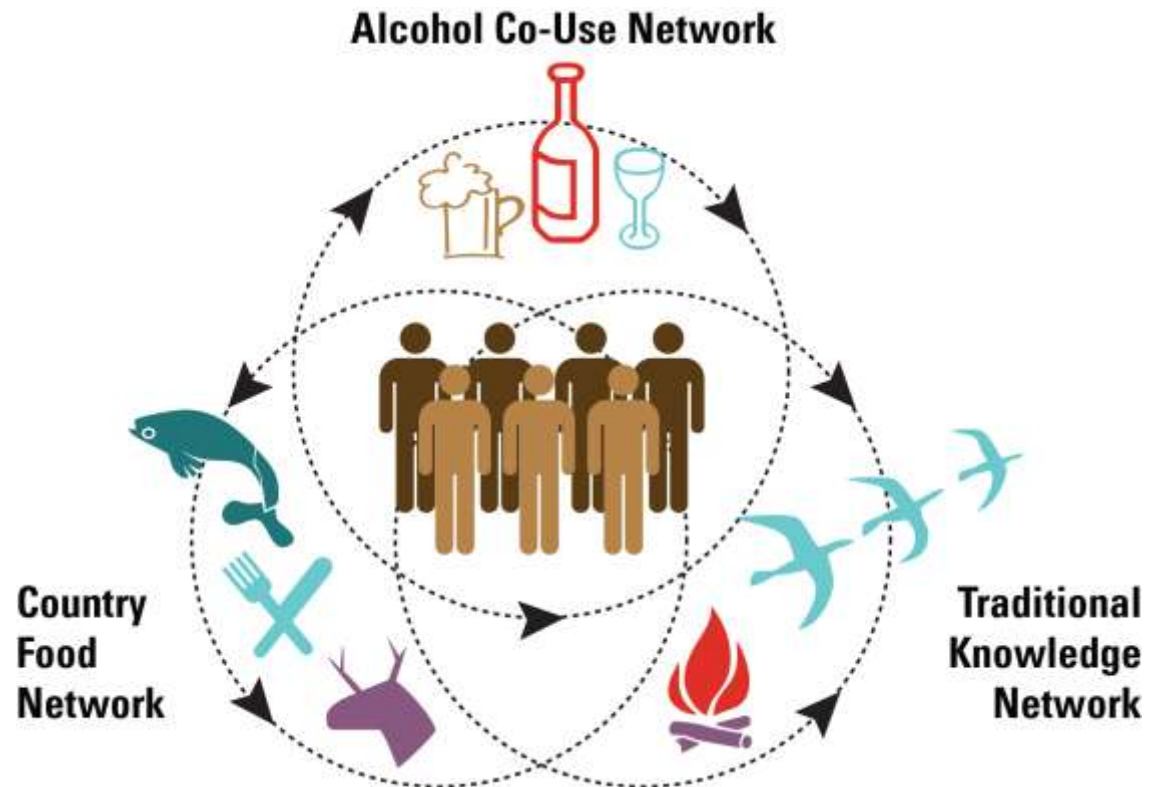 Alcohol Co-Use Network
Country
Food
Network
Traditional
Knowledge
Network